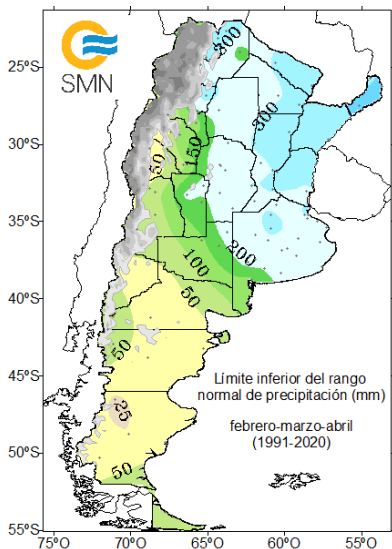 SMN
25°S
30°S
35°S
40°S
45°S
50°S
55°S
300
300
50
150
200
100
50
50
25
50
Límite inferior del rango
normal de precipitación (mm)
febrero-marzo-abril
(1991-2020)
75°O
70°O
65°O
60°O
55°O